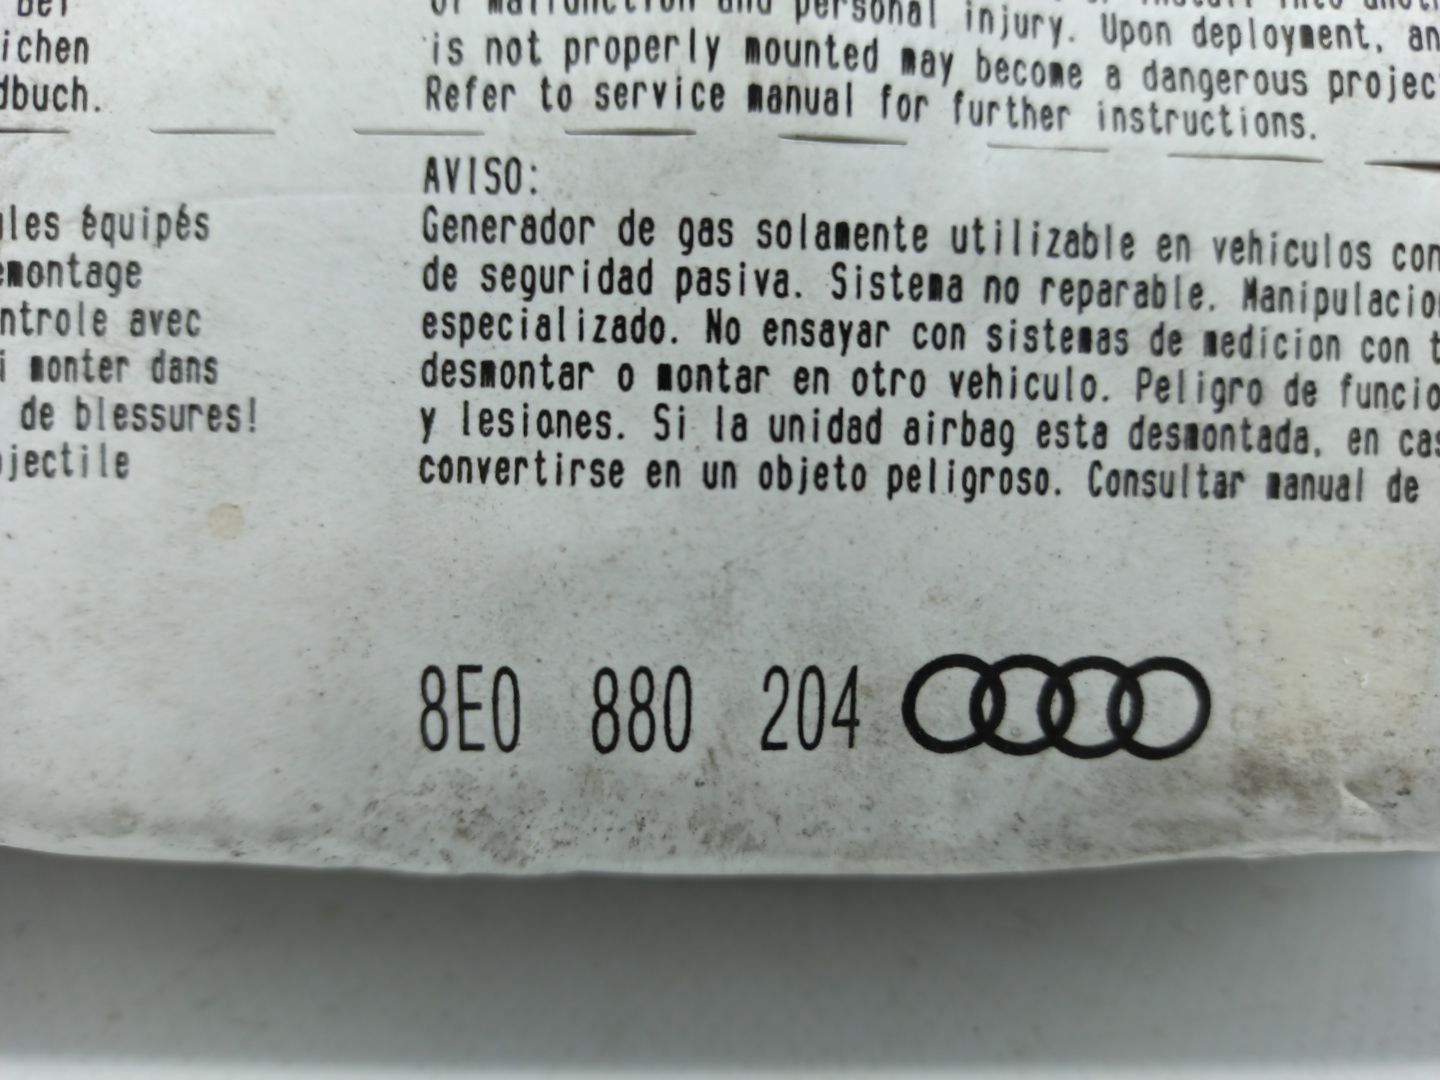 ichen
dbuch.
or malfunction and personal injury. Upon deployment, an
is not properly mounted may become a dangerous projec
Refer to service manual for further instructions.
les équipés
montage
ntrole avec
i monter dans
de blessures!
jectile
AVISO:
Generador de gas solamente utilizable en vehiculos con
de seguridad pasiva. Sistema no reparable. Manipulacio
especializado. No ensayar con sistemas de medicion con t
desmontar o montar en otro vehiculo. Peligro de funcio
y lesiones. Si la unidad airbag esta desmontada, en cas
convertirse en un objeto peligroso. Consultar manual de
8E0 880 204